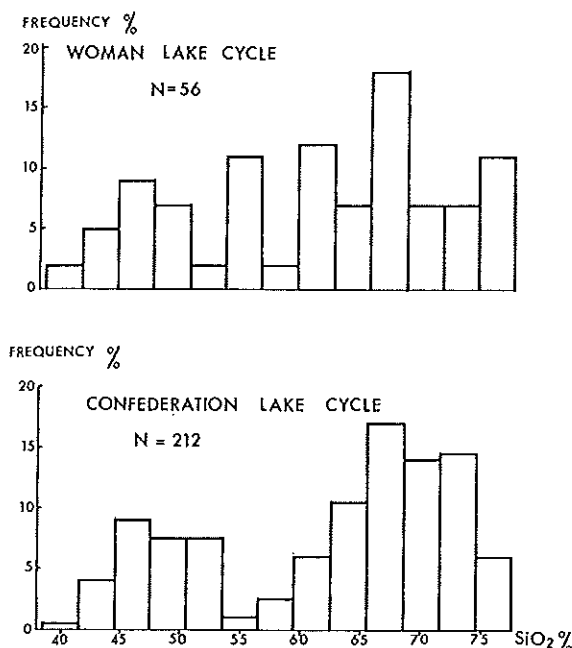 FREQUENCY %
20
WOMAN LAKE CYCLE
N=56
15
10
5
0
FREQUENCY %
20
CONFEDERATION LAKE CYCLE
N = 212
15
10
5
0
40 45 50 55 60 65 70 75 SiO₂ %